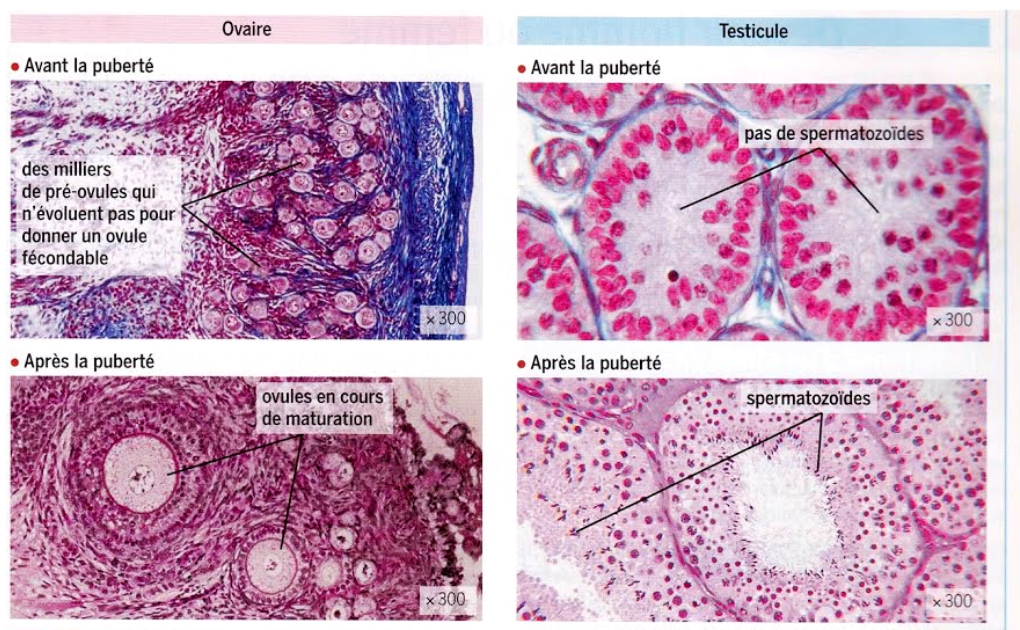 Ovaire
• Avant la puberté
des milliers
de pré-ovules qui
n'évoluent pas pour
donner un ovule
fécondable
× 300
• Après la puberté
ovules en cours
de maturation
× 300
Testicule
• Avant la puberté
pas de spermatozoïdes
× 300
• Après la puberté
spermatozoïdes
× 300